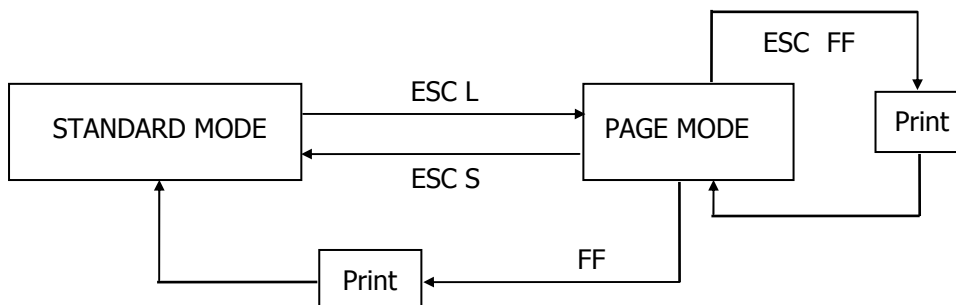 ESC FF
ESC L
STANDARD MODE
PAGE MODE
Print
ESC S
FF
Print